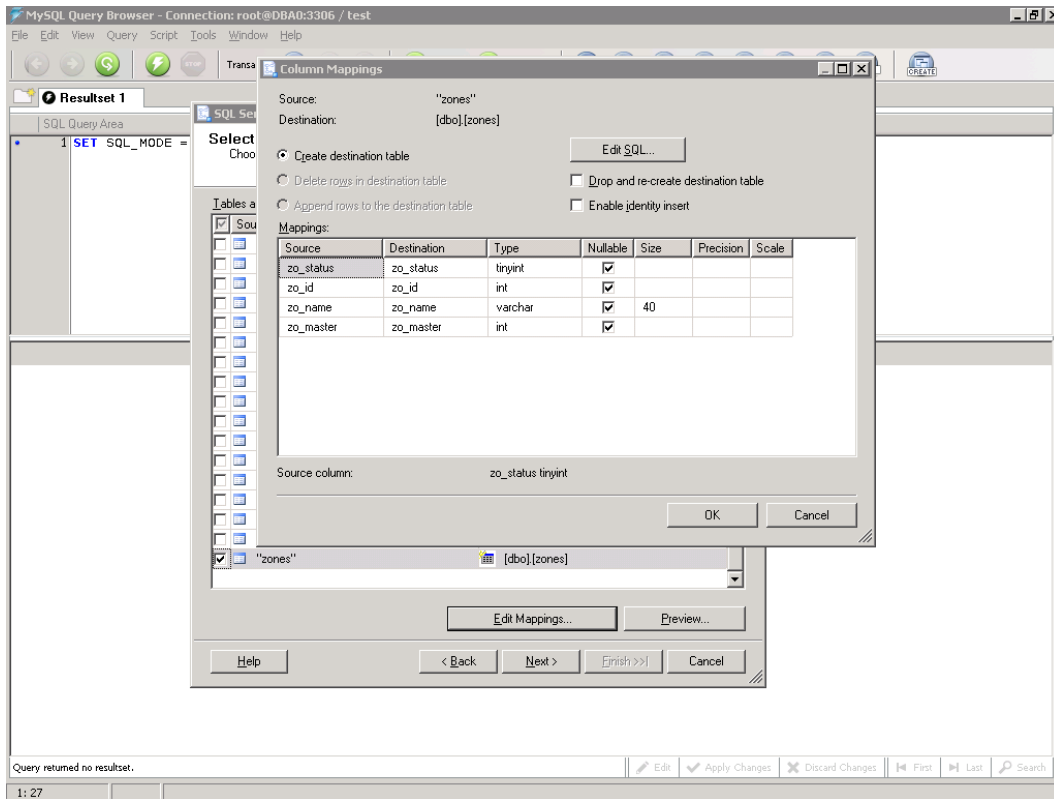 MySQL Query Browser - Connection: root@DBA0:3306 / test
File Edit View Query Script Tools Window Help
STOP
Transa
CREATE
Resultset 1
SQL Query Area
1 SET SQL_MODE =
SQL Ser
Select
Choo
Tables a
Sou
Column Mappings
Source: "zones"
Destination: [dbo].[zones]
Create destination table
Edit SQL...
Delete rows in destination table
Drop and re-create destination table
Append rows to the destination table
Enable identity insert
Mappings:
Source Destination Type Nullable Size Precision Scale
zo_status zo_status tinyint
zo_id zo_id int
zo_name zo_name varchar 40
zo_master zo_master int
Source column: zo_status tinyint
OK Cancel
"zones" [dbo].[zones]
Edit Mappings... Preview...
Help < Back Next > Finish >>| Cancel
Query returned no resultset.
Edit Apply Changes Discard Changes First Last Search
1: 27